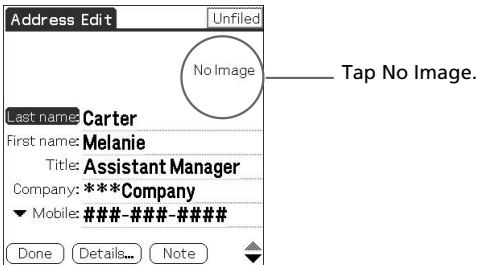 Address Edit Unfiled
No Image
Tap No Image.
Last name: Carter
First name: Melanie
Title: Assistant Manager
Company: ***Company
Mobile: ###-###-####
Done Details... Note